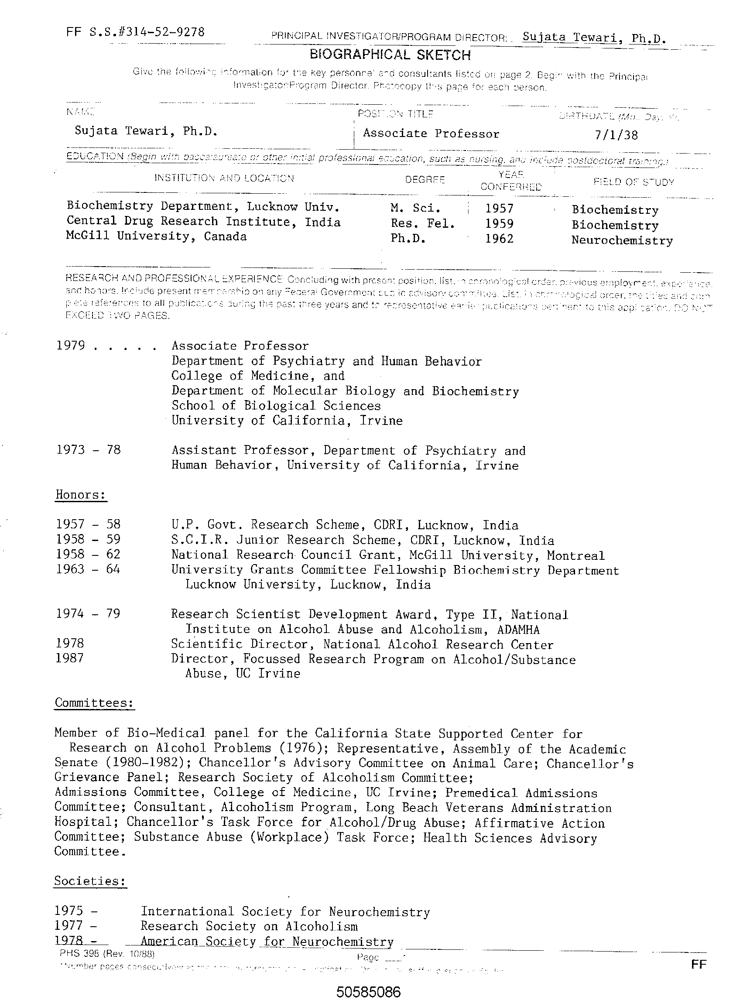 FF S.S.#314-52-9278
PRINCIPAL INVESTIGATOR/PROGRAM DIRECTOR: Sujata Tewari, Ph.D.
BIOGRAPHICAL SKETCH
Give the following information for the key personnel and consultants listed on page 2. Begin with the Principal
Investigator/Program Director. Photocopy this page for each person.
NAME POSITION TITLE BIRTHDATE (Mo., Day, Yr.)
Sujata Tewari, Ph.D. Associate Professor 7/1/38
EDUCATION (Begin with baccalaureate or other initial professional education, such as nursing, and include postdoctoral training.)
INSTITUTION AND LOCATION DEGREE YEAR CONFERRED FIELD OF STUDY
Biochemistry Department, Lucknow Univ. M. Sci. 1957 Biochemistry
Central Drug Research Institute, India Res. Fel. 1959 Biochemistry
McGill University, Canada Ph.D. 1962 Neurochemistry
RESEARCH AND PROFESSIONAL EXPERIENCE: Concluding with present position, list, in chronological order, previous employment, experience,
and honors. Include present membership on any Federal Government public advisory committee. List, in chronological order, the titles and com-
plete references to all publications during the past three years and to representative earlier publications pertinent to this application. DO NOT
EXCEED TWO PAGES.
1979 . . . . . Associate Professor
Department of Psychiatry and Human Behavior
College of Medicine, and
Department of Molecular Biology and Biochemistry
School of Biological Sciences
University of California, Irvine
1973 - 78 Assistant Professor, Department of Psychiatry and
Human Behavior, University of California, Irvine
Honors:
1957 - 58 U.P. Govt. Research Scheme, CDRI, Lucknow, India
1958 - 59 S.C.I.R. Junior Research Scheme, CDRI, Lucknow, India
1958 - 62 National Research Council Grant, McGill University, Montreal
1963 - 64 University Grants Committee Fellowship Biochemistry Department
Lucknow University, Lucknow, India
1974 - 79 Research Scientist Development Award, Type II, National
Institute on Alcohol Abuse and Alcoholism, ADAMHA
1978 Scientific Director, National Alcohol Research Center
1987 Director, Focussed Research Program on Alcohol/Substance
Abuse, UC Irvine
Committees:
Member of Bio-Medical panel for the California State Supported Center for
Research on Alcohol Problems (1976); Representative, Assembly of the Academic
Senate (1980-1982); Chancellor's Advisory Committee on Animal Care; Chancellor's
Grievance Panel; Research Society of Alcoholism Committee;
Admissions Committee, College of Medicine, UC Irvine; Premedical Admissions
Committee; Consultant, Alcoholism Program, Long Beach Veterans Administration
Hospital; Chancellor's Task Force for Alcohol/Drug Abuse; Affirmative Action
Committee; Substance Abuse (Workplace) Task Force; Health Sciences Advisory
Committee.
Societies:
1975 - International Society for Neurochemistry
1977 - Research Society on Alcoholism
1978 - American Society for Neurochemistry
PHS 398 (Rev. 10/88) Page
*Number pages consecutively at the
FF
50585086